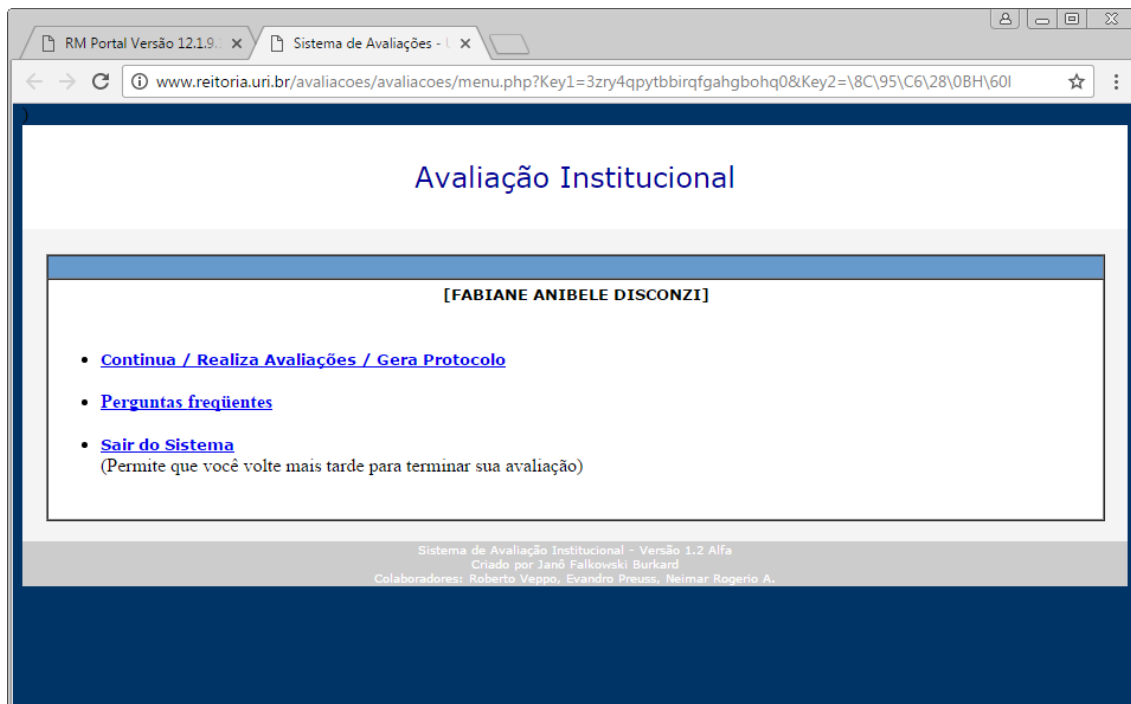 RM Portal Versão 12.1.9.
Sistema de Avaliações -
www.reitoria.uri.br/avaliacoes/avaliacoes/menu.php?Key1=3zry4qpytbbirqfgahgbohq0&Key2=\8C\95\C6\28\0BH\60I
)
Avaliação Institucional
[FABIANE ANIBELE DISCONZI]
Continua / Realiza Avaliações / Gera Protocolo
Perguntas freqüentes
Sair do Sistema
(Permite que você volte mais tarde para terminar sua avaliação)
Sistema de Avaliação Institucional - Versão 1.2 Alfa
Criado por Janô Falkowski Burkard
Colaboradores: Roberto Veppo, Evandro Preuss, Neimar Rogerio A.